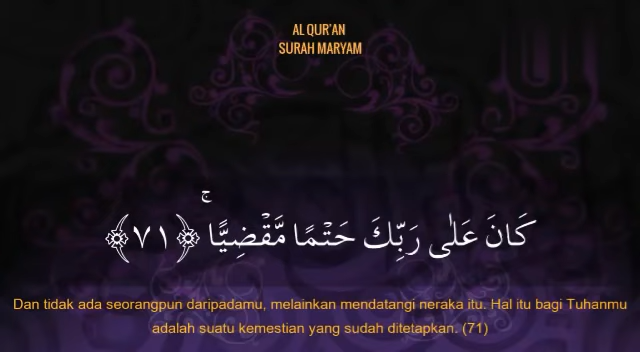 AL QUR'AN
SURAH MARYAM
كَانَ عَلٰى رَبِّكَ حَتْمًا مَّقْضِيًّا ۚ ﴿٧١﴾
Dan tidak ada seorangpun daripadamu, melainkan mendatangi neraka itu. Hal itu bagi Tuhanmu
adalah suatu kemestian yang sudah ditetapkan. (71)